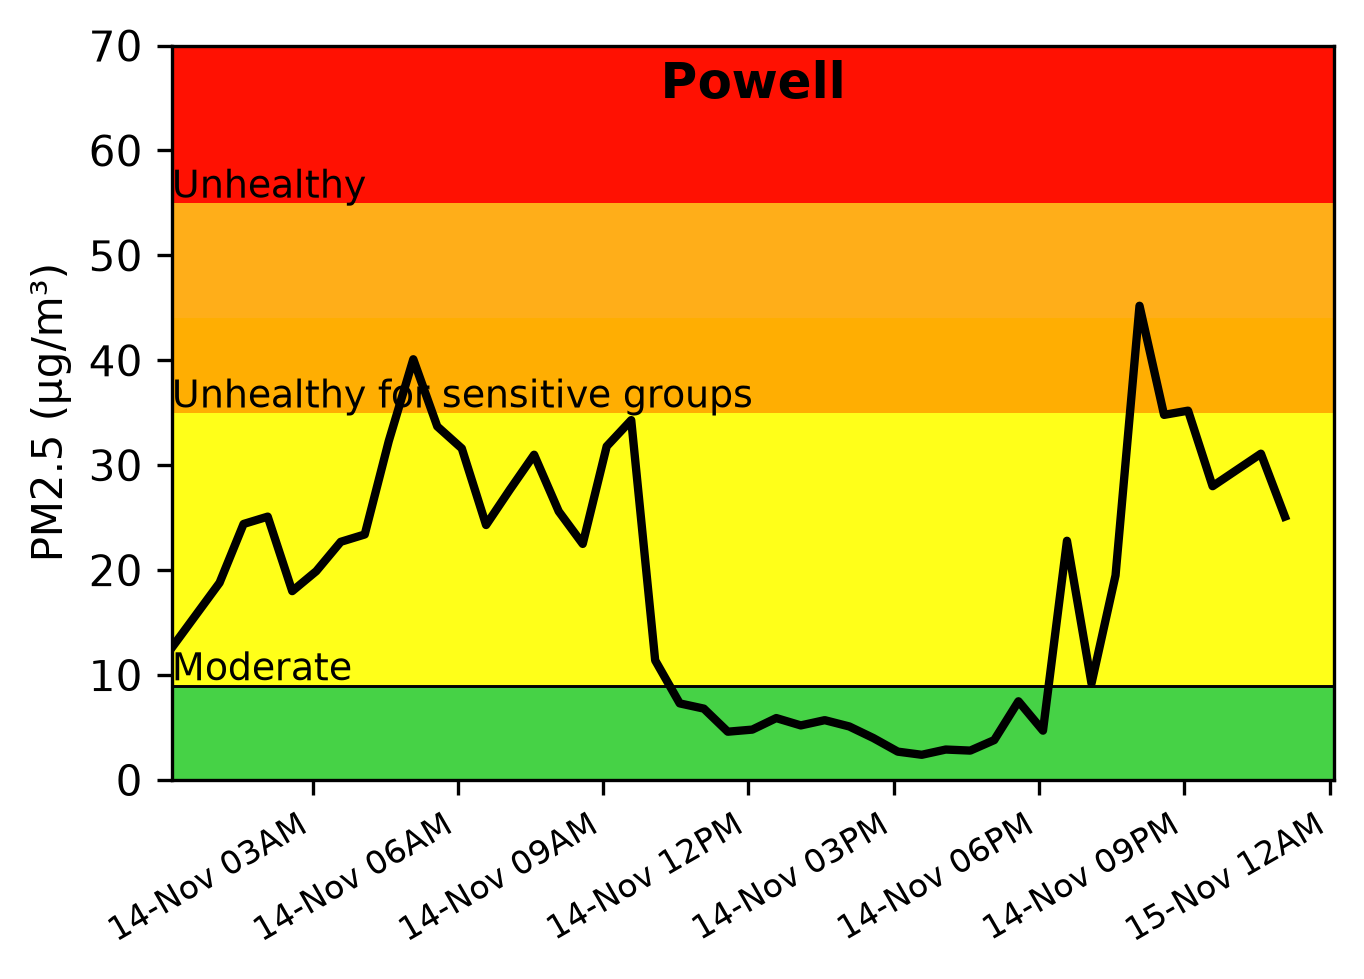 Powell
70
60
50
40
30
20
10
0
PM2.5 (µg/m³)
Unhealthy
Unhealthy for sensitive groups
Moderate
14-Nov 03AM
14-Nov 06AM
14-Nov 09AM
14-Nov 12PM
14-Nov 03PM
14-Nov 06PM
14-Nov 09PM
15-Nov 12AM